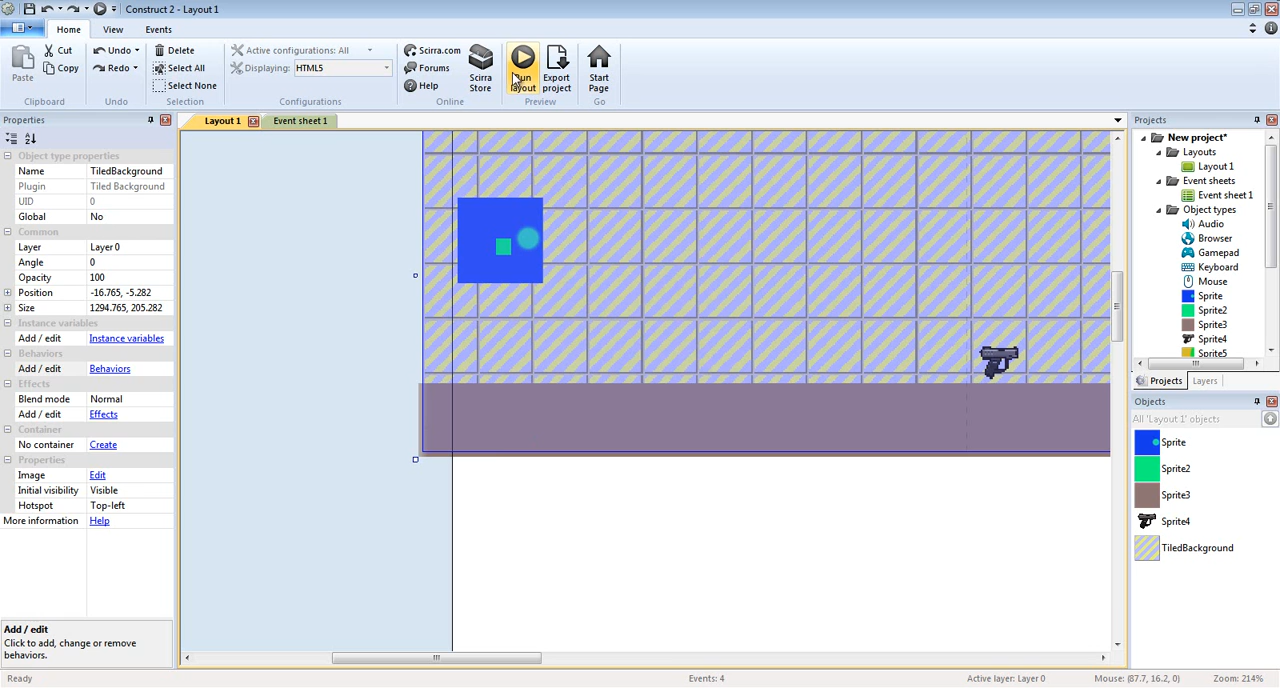 Construct 2 - Layout 1
Home View Events
Paste
Cut
Copy
Clipboard
Undo
Redo
Undo
Delete
Select All
Select None
Selection
Active configurations: All
Displaying: HTML5
Configurations
Scirra.com
Forums
Help
Scirra Store
Online
Run layout
Export project
Preview
Start Page
Go
Properties
Layout 1
Event sheet 1
Projects
Object type properties
Name TiledBackground
Plugin Tiled Background
UID 0
Global No
Common
Layer Layer 0
Angle 0
Opacity 100
Position -16.765, -5.282
Size 1294.765, 205.282
Instance variables
Add / edit Instance variables
Behaviors
Add / edit Behaviors
Effects
Blend mode Normal
Add / edit Effects
Container
No container Create
Properties
Image Edit
Initial visibility Visible
Hotspot Top-left
More information Help
Add / edit
Click to add, change or remove
behaviors.
New project*
Layouts
Layout 1
Event sheets
Event sheet 1
Object types
Audio
Browser
Gamepad
Keyboard
Mouse
Sprite
Sprite2
Sprite3
Sprite4
Sprite5
Projects Layers
Objects
All 'Layout 1' objects
Sprite
Sprite2
Sprite3
Sprite4
TiledBackground
Ready
Events: 4
Active layer: Layer 0
Mouse: (87.7, 16.2, 0)
Zoom: 214%